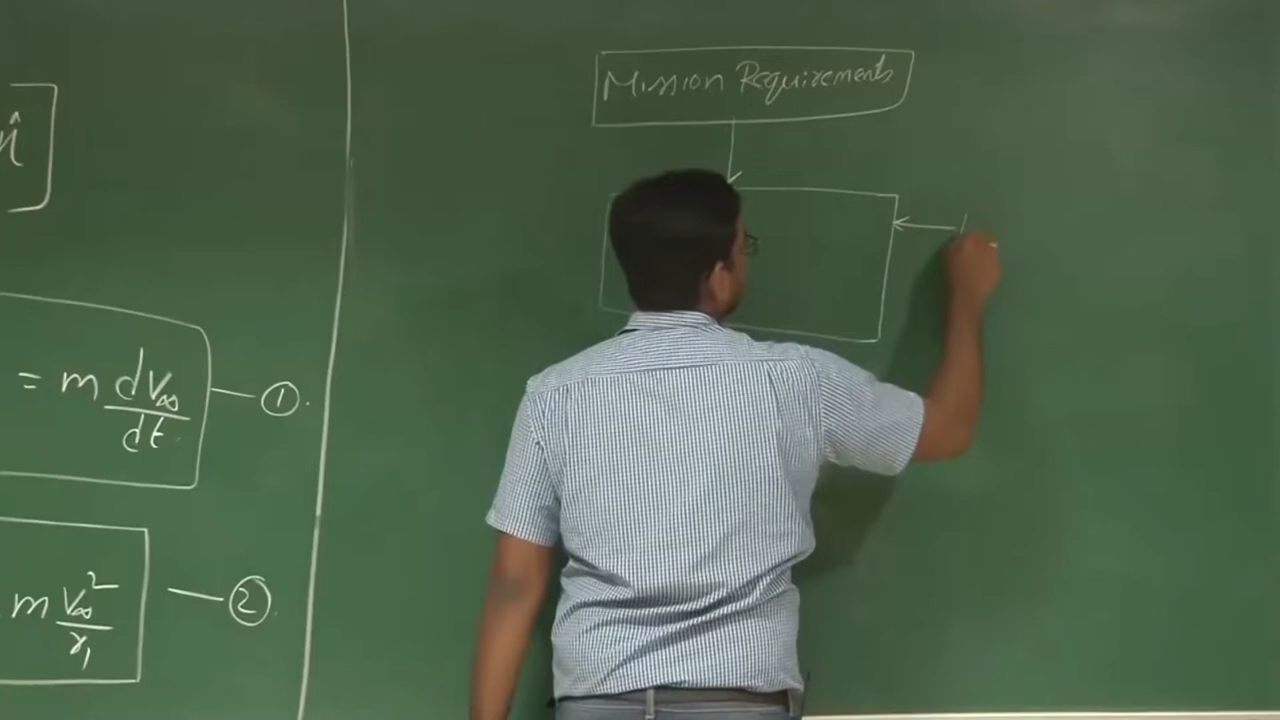 n̂ ]
= m dV∞/dt — ①.
m V∞²/r₁ — ②.
Mission Requirements